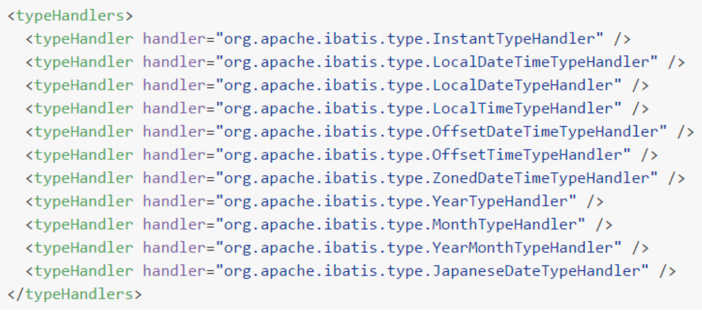 <typeHandlers>
  <typeHandler handler="org.apache.ibatis.type.InstantTypeHandler" />
  <typeHandler handler="org.apache.ibatis.type.LocalDateTimeTypeHandler" />
  <typeHandler handler="org.apache.ibatis.type.LocalDateTypeHandler" />
  <typeHandler handler="org.apache.ibatis.type.LocalTimeTypeHandler" />
  <typeHandler handler="org.apache.ibatis.type.OffsetDateTimeTypeHandler" />
  <typeHandler handler="org.apache.ibatis.type.OffsetTimeTypeHandler" />
  <typeHandler handler="org.apache.ibatis.type.ZonedDateTimeTypeHandler" />
  <typeHandler handler="org.apache.ibatis.type.YearTypeHandler" />
  <typeHandler handler="org.apache.ibatis.type.MonthTypeHandler" />
  <typeHandler handler="org.apache.ibatis.type.YearMonthTypeHandler" />
  <typeHandler handler="org.apache.ibatis.type.JapaneseDateTypeHandler" />
</typeHandlers>